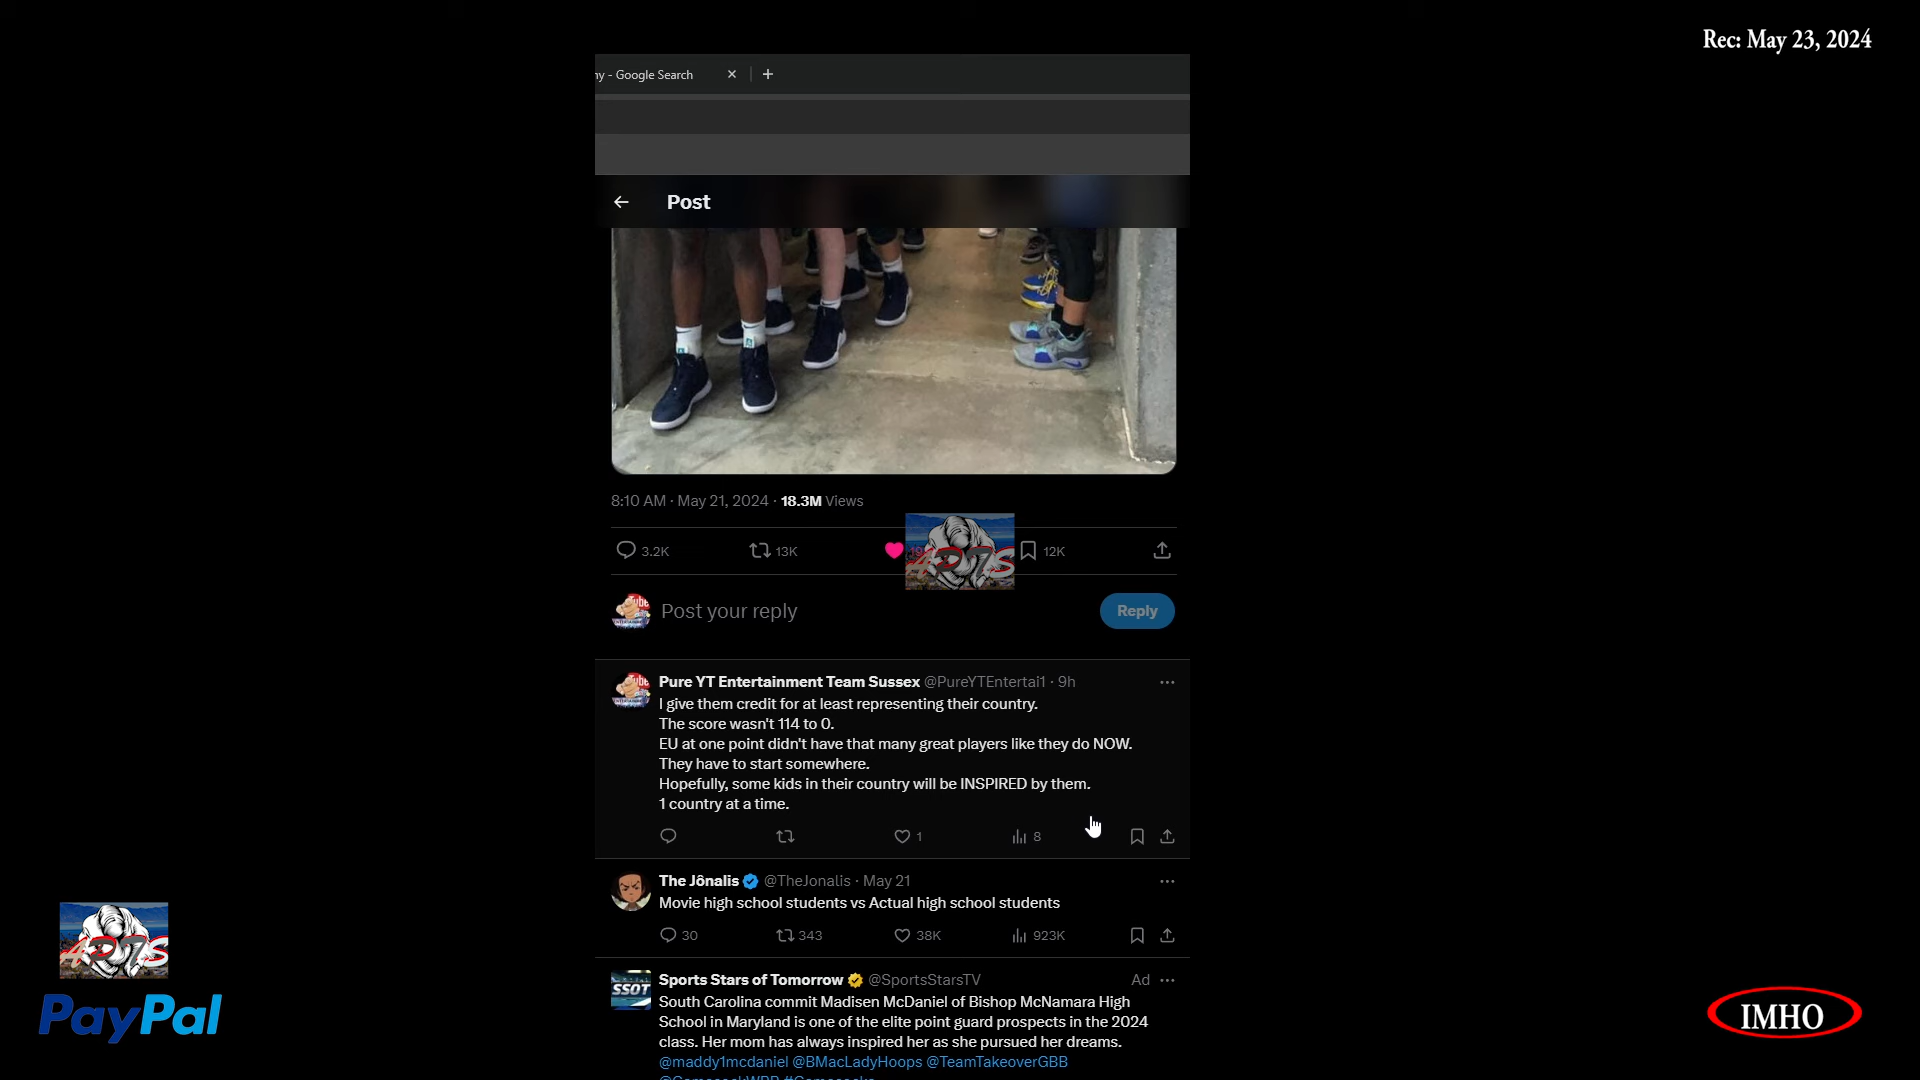 Rec: May 23, 2024
ny - Google Search
Post
8:10 AM · May 21, 2024 · 18.3M Views
3.2K 13K 19 12K
ADTS
Post your reply
Reply
Pure YT Entertainment Team Sussex @PureYTEntertai1 · 9h
I give them credit for at least representing their country.
The score wasn't 114 to 0.
EU at one point didn't have that many great players like they do NOW.
They have to start somewhere.
Hopefully, some kids in their country will be INSPIRED by them.
1 country at a time.
1 8
The Jônalis @TheJonalis · May 21
Movie high school students vs Actual high school students
30 343 38K 923K
SSOT
Sports Stars of Tomorrow @SportsStarsTV Ad
South Carolina commit Madisen McDaniel of Bishop McNamara High
School in Maryland is one of the elite point guard prospects in the 2024
class. Her mom has always inspired her as she pursued her dreams.
@maddy1mcdaniel @BMacLadyHoops @TeamTakeoverGBB
ADTS
PayPal
IMHO